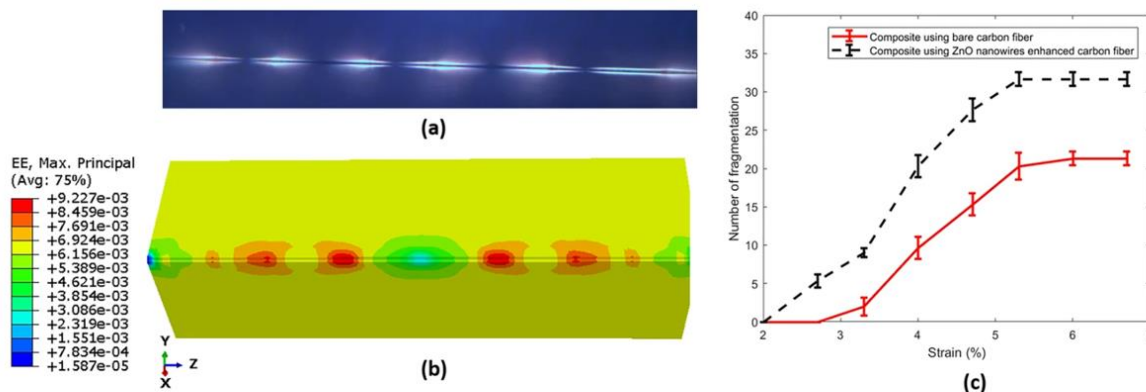 (a)
EE, Max. Principal
(Avg: 75%)
+9.227e-03
+8.459e-03
+7.691e-03
+6.924e-03
+6.156e-03
+5.389e-03
+4.621e-03
+3.854e-03
+3.086e-03
+2.319e-03
+1.551e-03
+7.834e-04
+1.587e-05
Y
Z
X
(b)
40
35
30
25
20
15
10
5
0
Number of fragmentation
Composite using bare carbon fiber
Composite using ZnO nanowires enhanced carbon fiber
2 3 4 5 6
Strain (%)
(c)